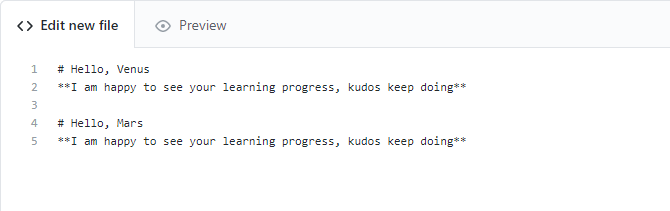 Edit new file
Preview
1 # Hello, Venus
2 **I am happy to see your learning progress, kudos keep doing**
3
4 # Hello, Mars
5 **I am happy to see your learning progress, kudos keep doing**